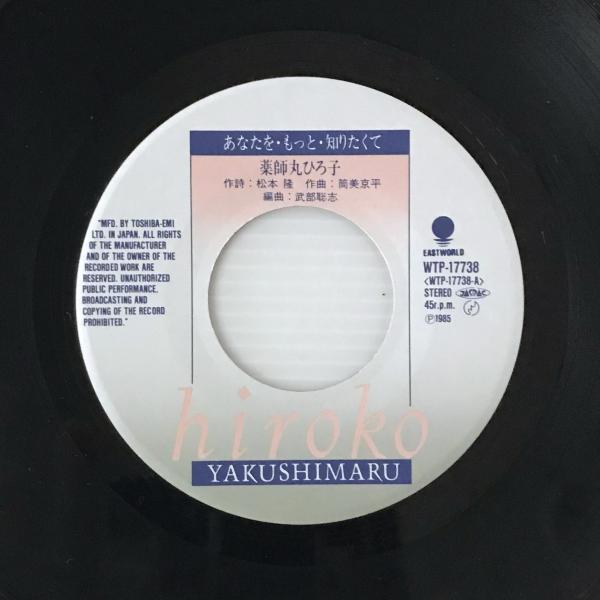 あなたを・もっと・知りたくて
薬師丸ひろ子
作詩：松本 隆　作曲：筒美京平
編曲：武部聡志
"MFD. BY TOSHIBA-EMI
LTD. IN JAPAN. ALL RIGHTS
OF THE MANUFACTURER
AND OF THE OWNER OF THE
RECORDED WORK ARE
RESERVED. UNAUTHORIZED
PUBLIC PERFORMANCE,
BROADCASTING AND
COPYING OF THE RECORD
PROHIBITED."
EASTWORLD
WTP-17738
<WTP-17738-A>
STEREO JASRAC
45r.p.m.
Ⓟ1985
hiroko
YAKUSHIMARU